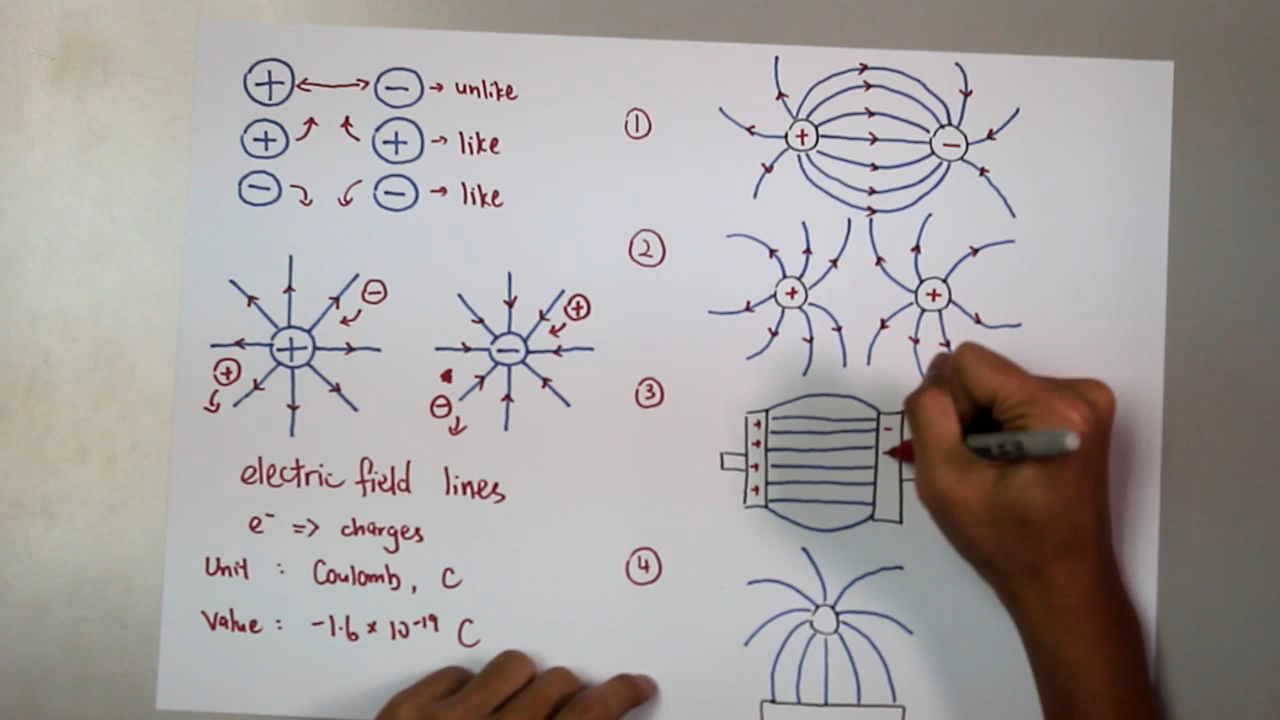 + ↔ - → unlike
+ + → like
- - → like
+ -
- +
+ -
+ -
electric field lines
e⁻ => charges
Unit : Coulomb, C
Value : -1.6 × 10⁻¹⁹ C
1
+ -
2
+ +
3
+ -
+
+
+
4